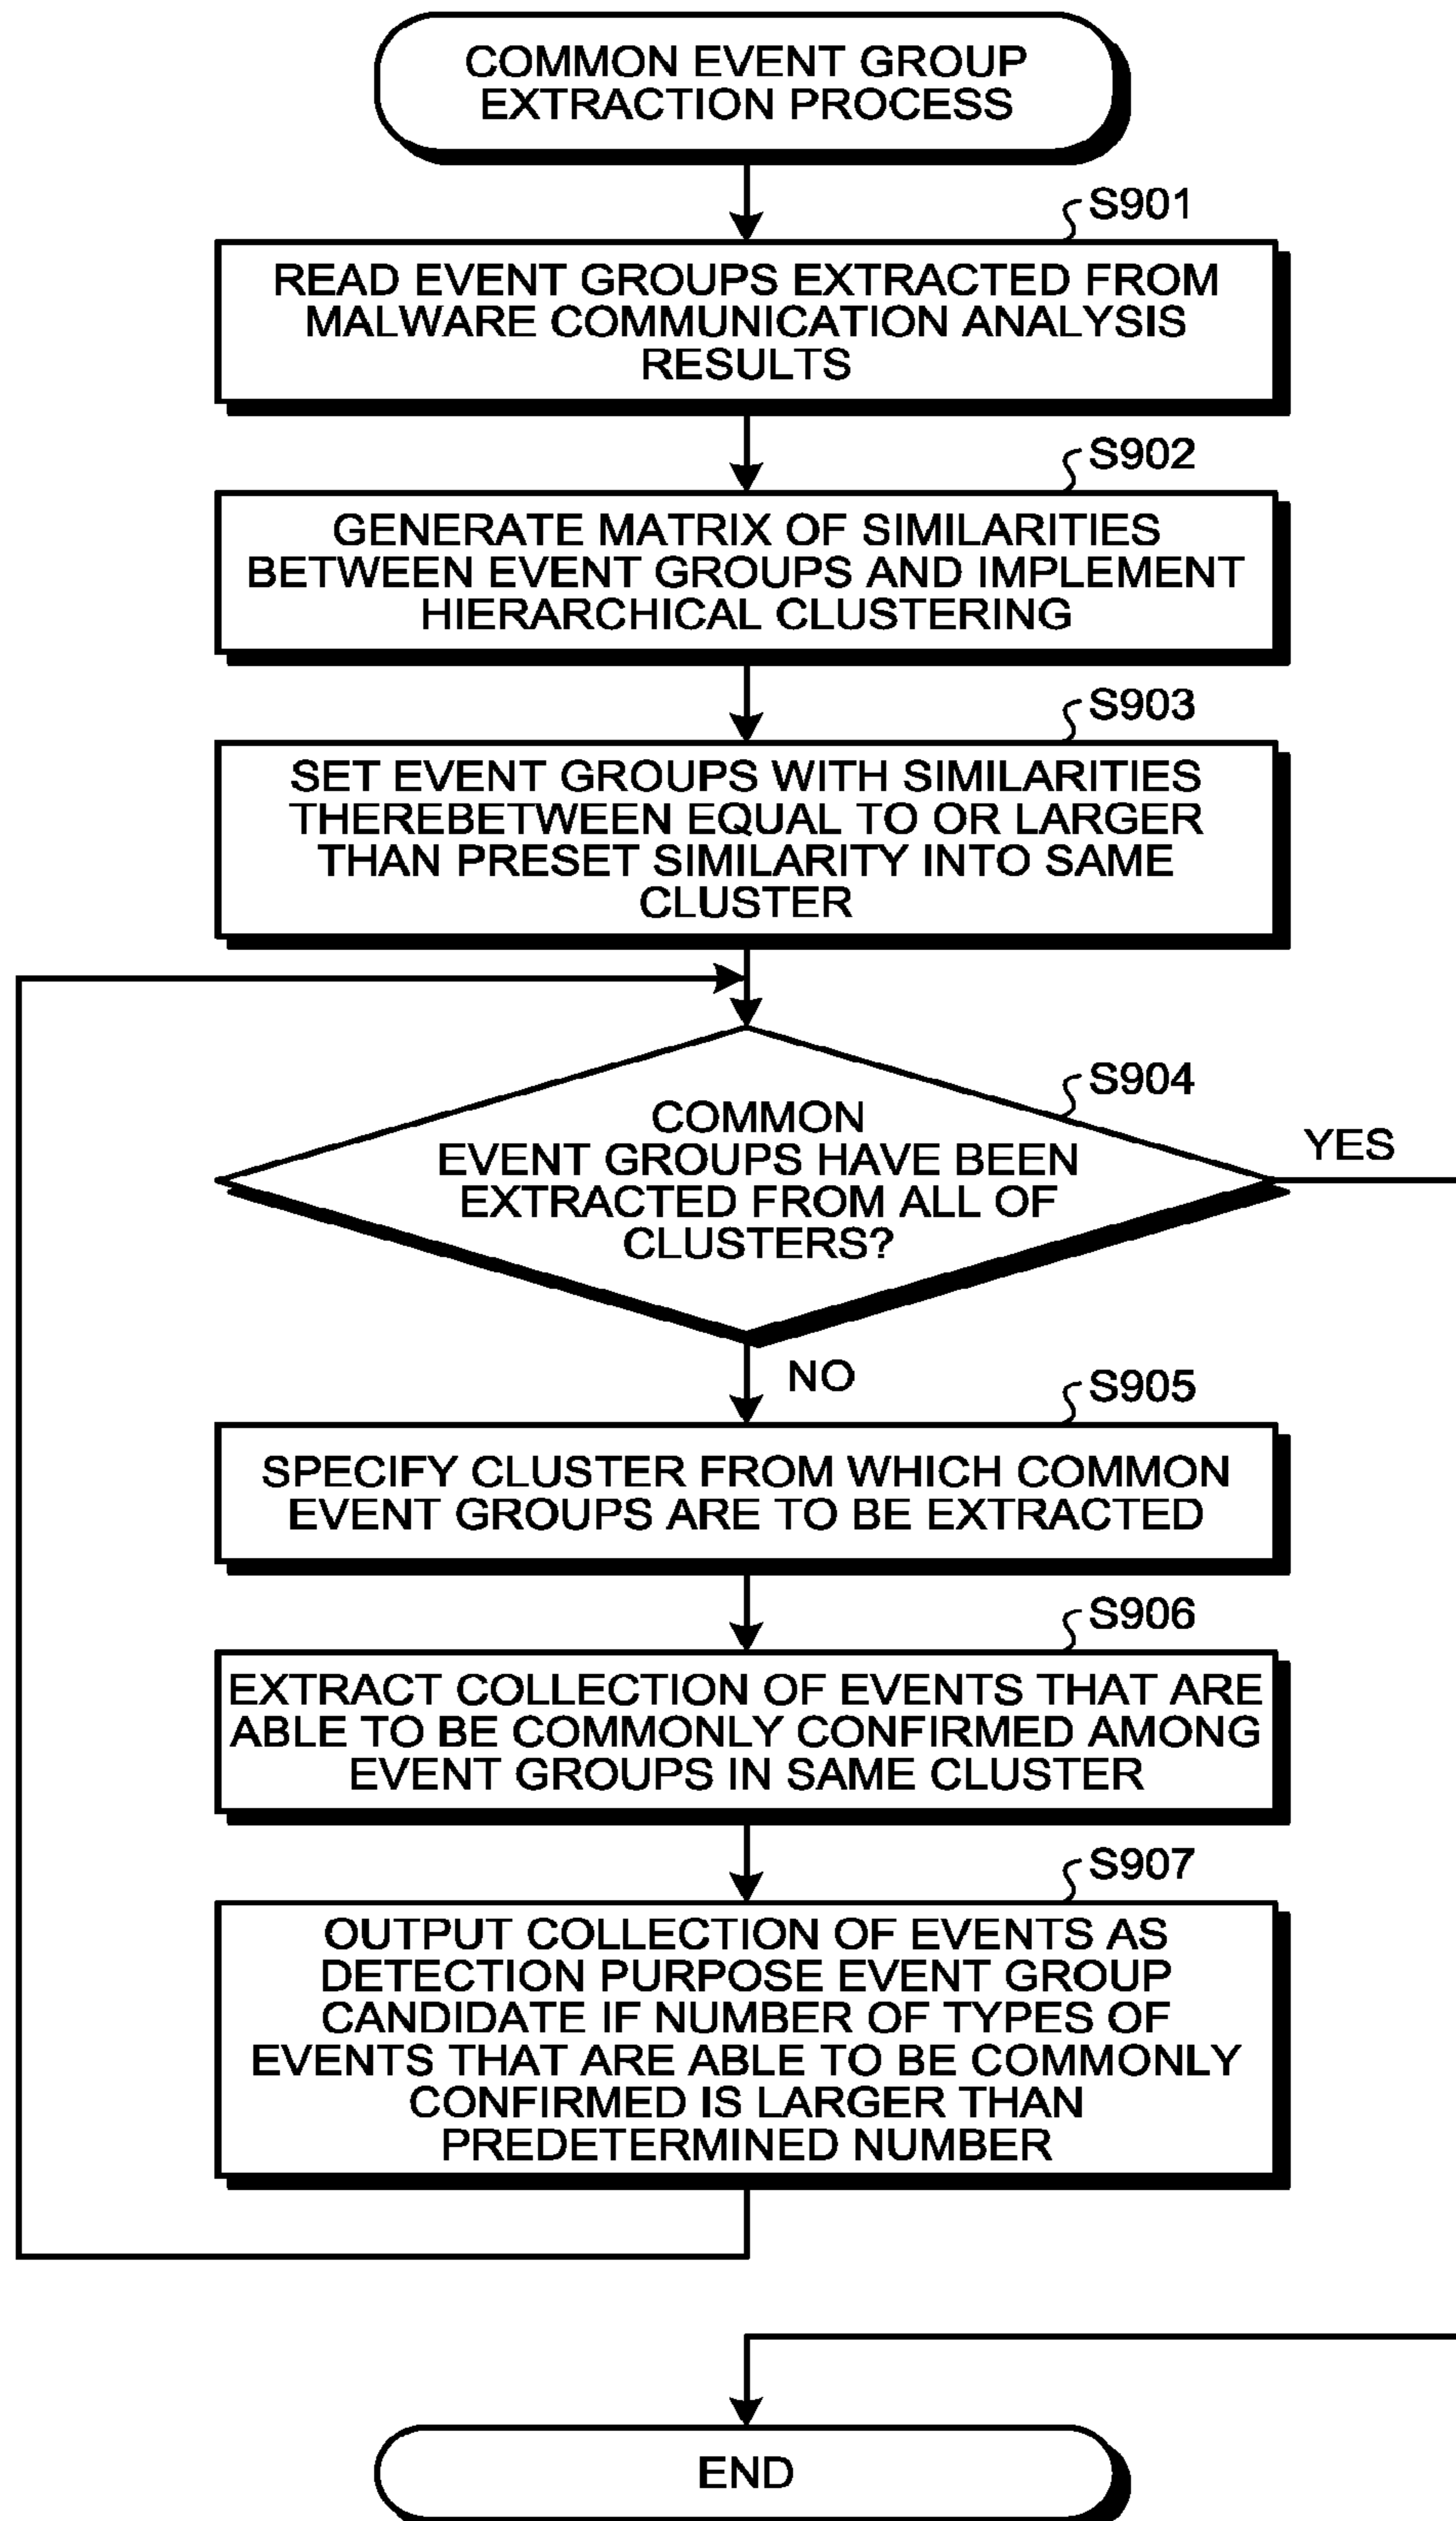 COMMON EVENT GROUP
EXTRACTION PROCESS
S901
READ EVENT GROUPS EXTRACTED FROM
MALWARE COMMUNICATION ANALYSIS
RESULTS
S902
GENERATE MATRIX OF SIMILARITIES
BETWEEN EVENT GROUPS AND IMPLEMENT
HIERARCHICAL CLUSTERING
S903
SET EVENT GROUPS WITH SIMILARITIES
THEREBETWEEN EQUAL TO OR LARGER
THAN PRESET SIMILARITY INTO SAME
CLUSTER
S904
COMMON
EVENT GROUPS HAVE BEEN
EXTRACTED FROM ALL OF
CLUSTERS?
YES
NO
S905
SPECIFY CLUSTER FROM WHICH COMMON
EVENT GROUPS ARE TO BE EXTRACTED
S906
EXTRACT COLLECTION OF EVENTS THAT ARE
ABLE TO BE COMMONLY CONFIRMED AMONG
EVENT GROUPS IN SAME CLUSTER
S907
OUTPUT COLLECTION OF EVENTS AS
DETECTION PURPOSE EVENT GROUP
CANDIDATE IF NUMBER OF TYPES OF
EVENTS THAT ARE ABLE TO BE COMMONLY
CONFIRMED IS LARGER THAN
PREDETERMINED NUMBER
END